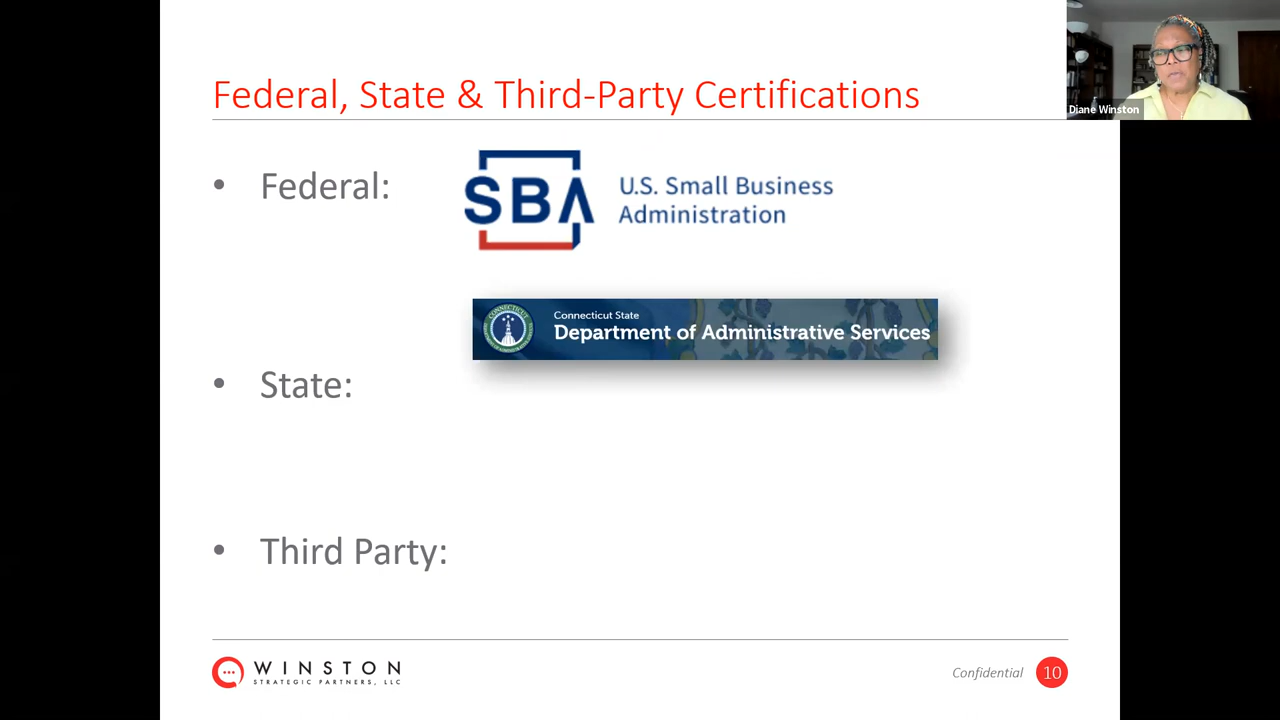 Federal, State & Third-Party Certifications
Diane Winston
• Federal:
SBA
U.S. Small Business
Administration
Connecticut State
Department of Administrative Services
• State:
• Third Party:
WINSTON
STRATEGIC PARTNERS, LLC
Confidential
10